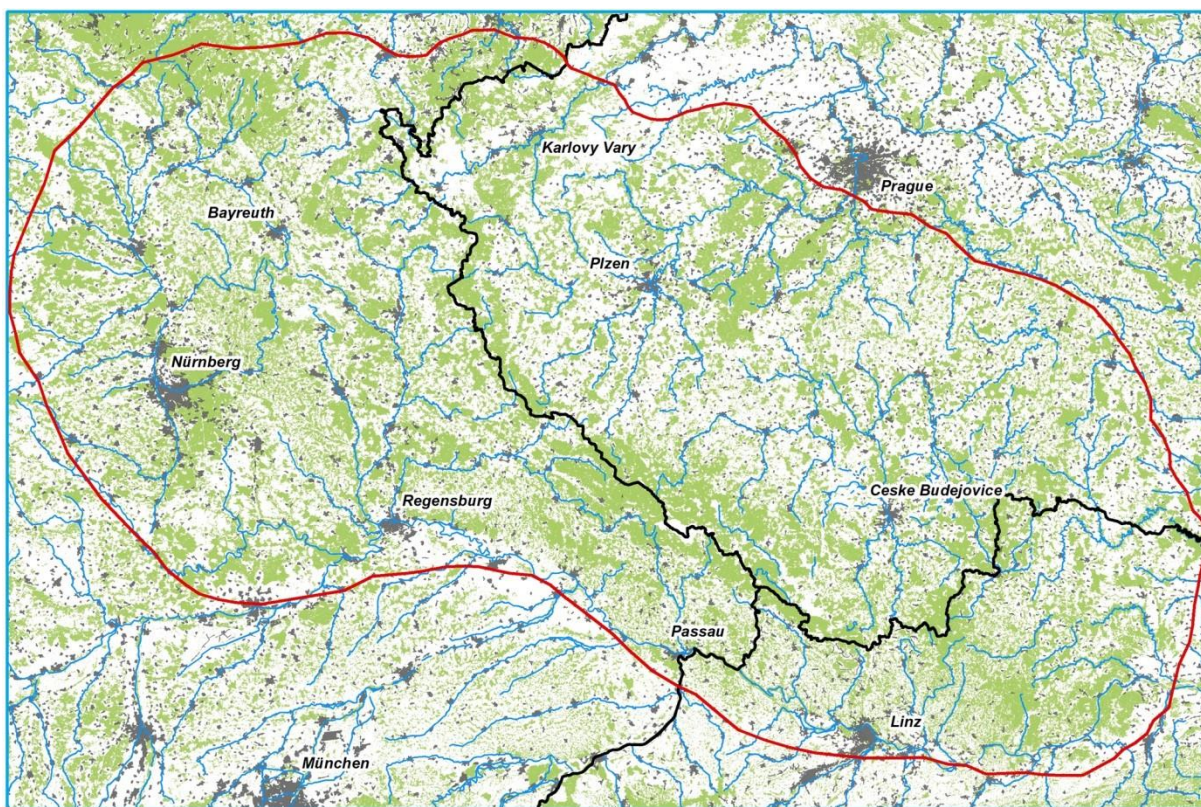 Karlovy Vary
Prague
Bayreuth
Plzen
Nürnberg
Regensburg
Ceske Budejovice
Passau
Linz
München